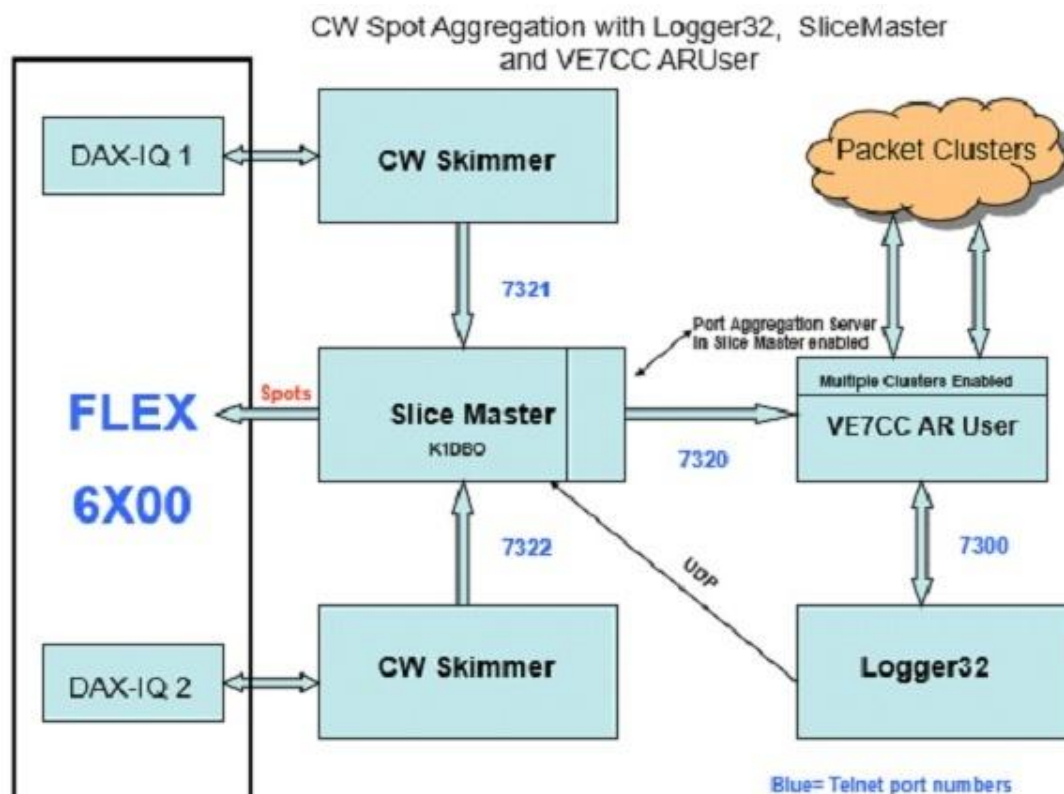 CW Spot Aggregation with Logger32, SliceMaster
and VE7CC ARUser
DAX-IQ 1
CW Skimmer
Packet Clusters
7321
Port Aggregation Server
In Slice Master enabled
FLEX
6X00
Spots
Slice Master
K1DBO
7320
Multiple Clusters Enabled
VE7CC AR User
7322
UDP
7300
DAX-IQ 2
CW Skimmer
Logger32
Blue= Telnet port numbers